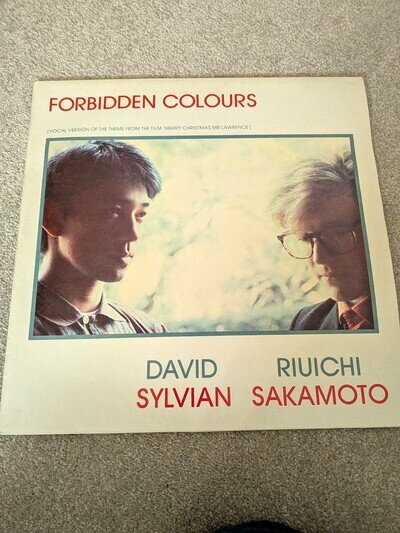 FORBIDDEN COLOURS
(VOCAL VERSION OF THE THEME FROM THE FILM 'MERRY CHRISTMAS MR LAWRENCE')
DAVID RIUICHI
SYLVIAN SAKAMOTO